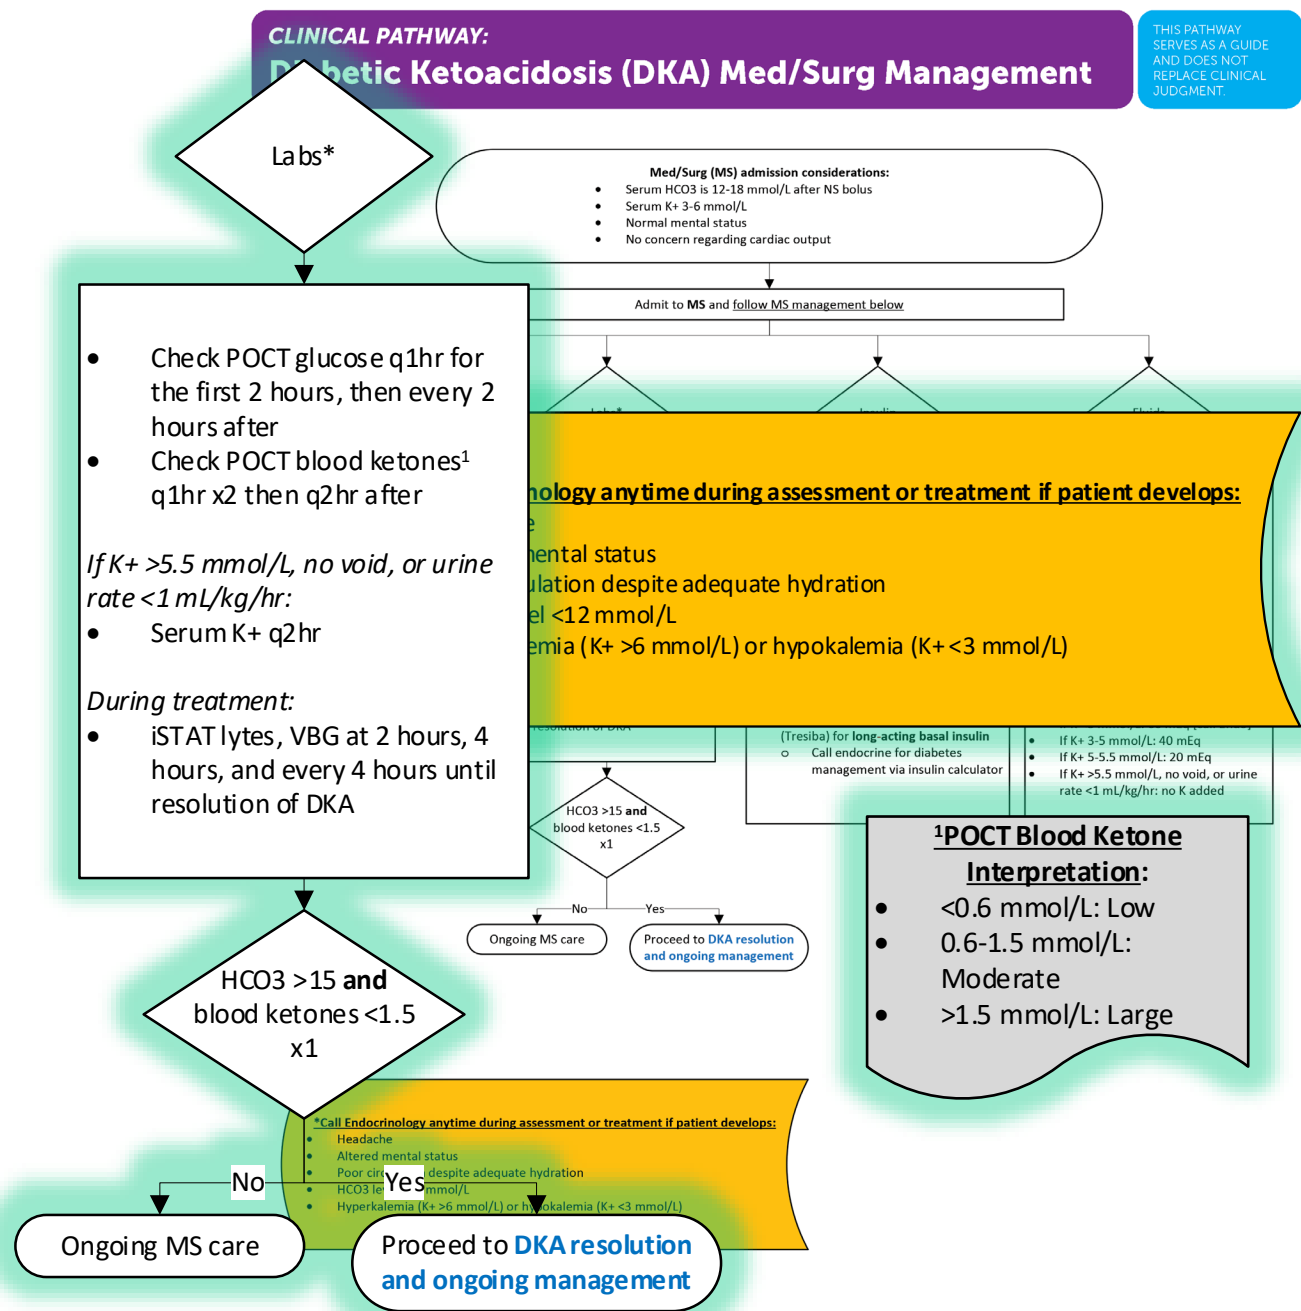 CLINICAL PATHWAY:
Diabetic Ketoacidosis (DKA) Med/Surg Management
THIS PATHWAY
SERVES AS A GUIDE
AND DOES NOT
REPLACE CLINICAL
JUDGMENT.
Labs*
Med/Surg (MS) admission considerations:
• Serum HCO3 is 12-18 mmol/L after NS bolus
• Serum K+ 3-6 mmol/L
• Normal mental status
• No concern regarding cardiac output
Admit to MS and follow MS management below
• Check POCT glucose q1hr for
the first 2 hours, then every 2
hours after
• Check POCT blood ketones¹
q1hr x2 then q2hr after
If K+ >5.5 mmol/L, no void, or urine
rate <1 mL/kg/hr:
• Serum K+ q2hr
During treatment:
• iSTAT lytes, VBG at 2 hours, 4
hours, and every 4 hours until
resolution of DKA
anytime during assessment or treatment if patient develops:
mental status
despite adequate hydration
<12 mmol/L
(K+ >6 mmol/L) or hypokalemia (K+ <3 mmol/L)
resolution of DKA
(Tresiba) for long-acting basal insulin
o Call endocrine for diabetes
management via insulin calculator
• If K+ 3-5 mmol/L: 40 mEq
• If K+ 5-5.5 mmol/L: 20 mEq
• If K+ >5.5 mmol/L, no void, or urine
rate <1 mL/kg/hr: no K added
HCO3 >15 and
blood ketones <1.5
x1
No
Yes
Ongoing MS care
Proceed to DKA resolution
and ongoing management
¹POCT Blood Ketone
Interpretation:
• <0.6 mmol/L: Low
• 0.6-1.5 mmol/L:
Moderate
• >1.5 mmol/L: Large
HCO3 >15 and
blood ketones <1.5
x1
*Call Endocrinology anytime during assessment or treatment if patient develops:
• Headache
• Altered mental status
• Poor despite adequate hydration
• HCO3 mmol/L
• Hyperkalemia (K+ >6 mmol/L) or hypokalemia (K+ <3 mmol/L)
No
Yes
Ongoing MS care
Proceed to DKA resolution
and ongoing management